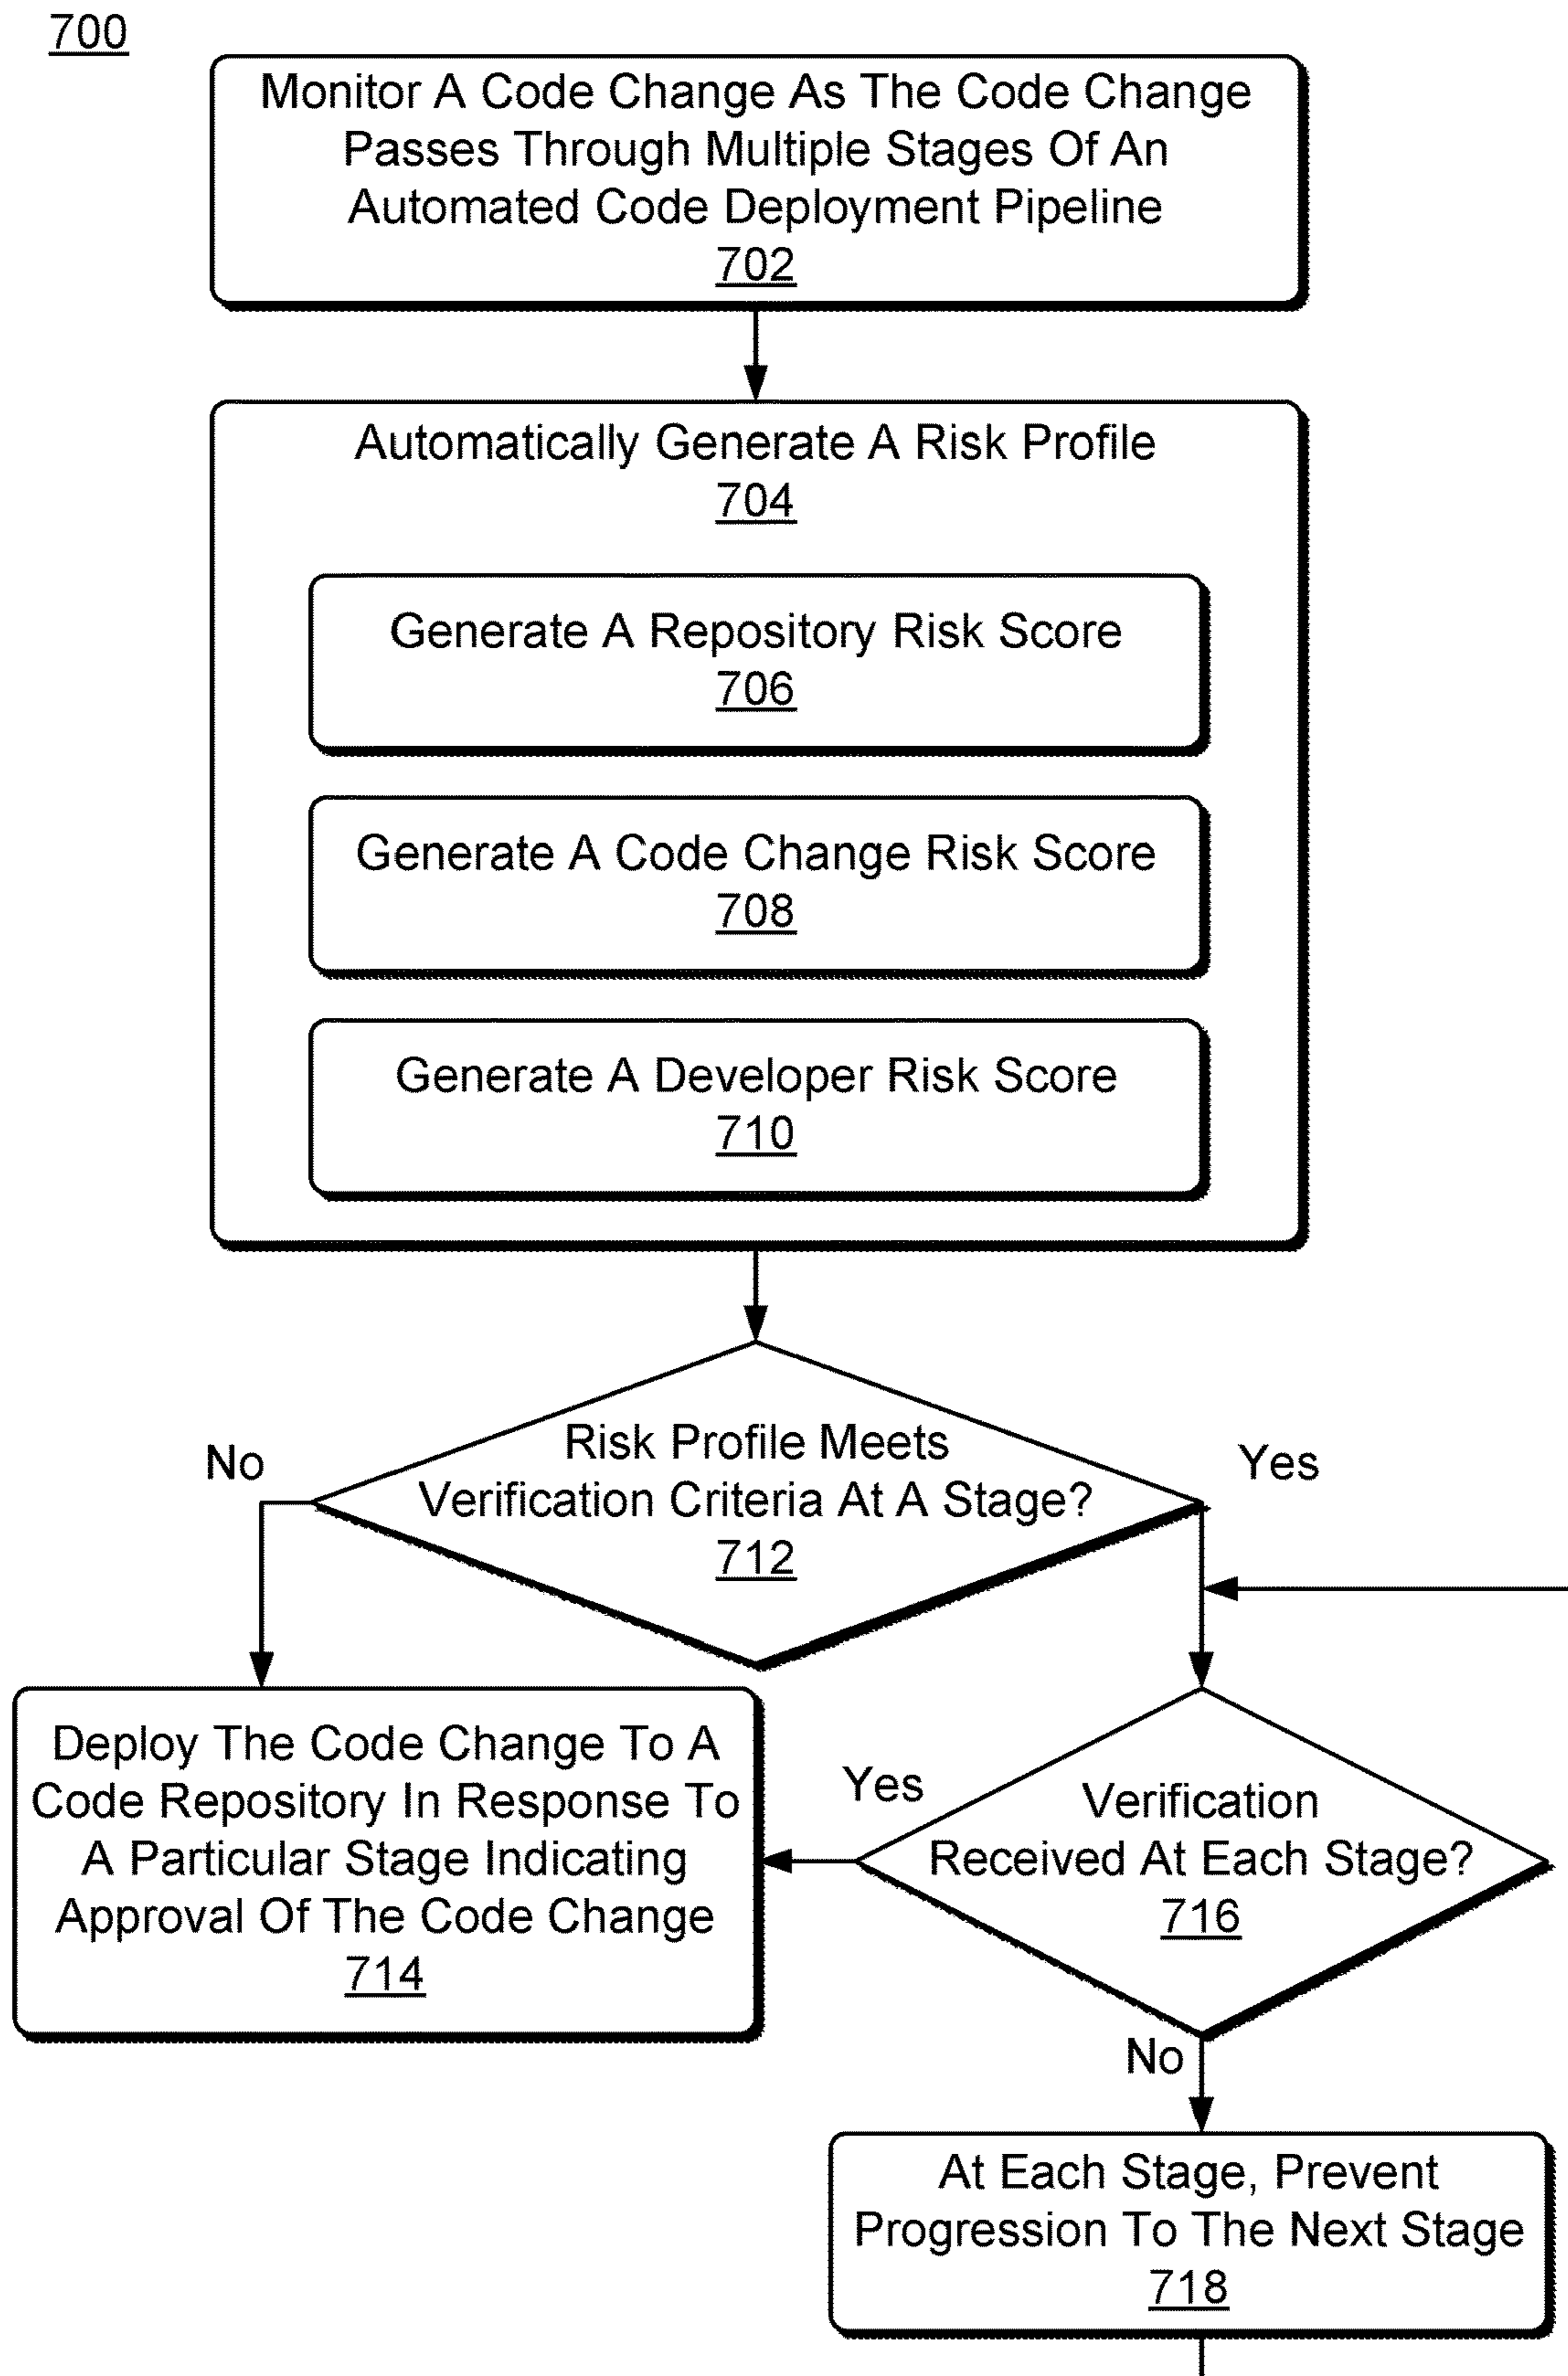 700
Monitor A Code Change As The Code Change
Passes Through Multiple Stages Of An
Automated Code Deployment Pipeline
702
Automatically Generate A Risk Profile
704
Generate A Repository Risk Score
706
Generate A Code Change Risk Score
708
Generate A Developer Risk Score
710
Risk Profile Meets
Verification Criteria At A Stage?
712
No
Yes
Deploy The Code Change To A
Code Repository In Response To
A Particular Stage Indicating
Approval Of The Code Change
714
Yes
Verification
Received At Each Stage?
716
No
At Each Stage, Prevent
Progression To The Next Stage
718